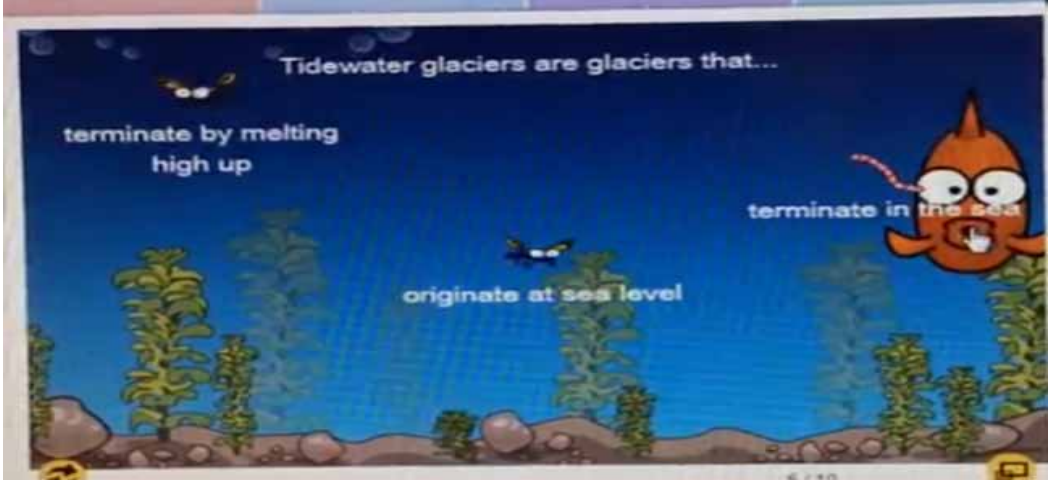 Tidewater glaciers are glaciers that...
terminate by melting
high up
terminate in the sea
originate at sea level